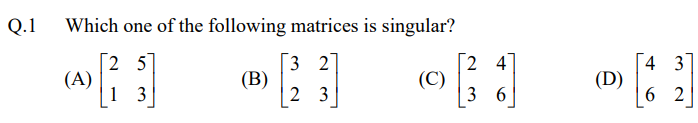 Q.1 Which one of the following matrices is singular?
(A) [2 5] (B) [3 2] (C) [2 4] (D) [4 3]
[1 3] [2 3] [3 6] [6 2]